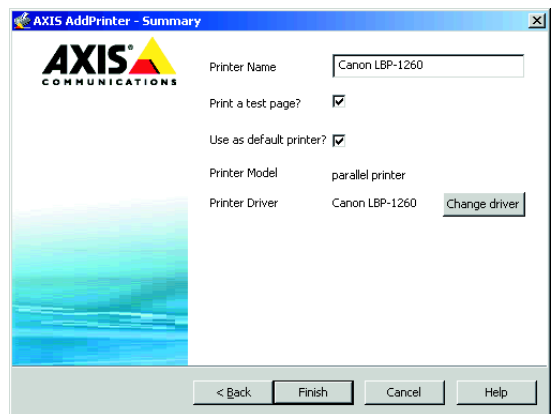 AXIS AddPrinter - Summary
AXIS
COMMUNICATIONS
Printer Name Canon LBP-1260
Print a test page?
Use as default printer?
Printer Model parallel printer
Printer Driver Canon LBP-1260 Change driver
< Back Finish Cancel Help